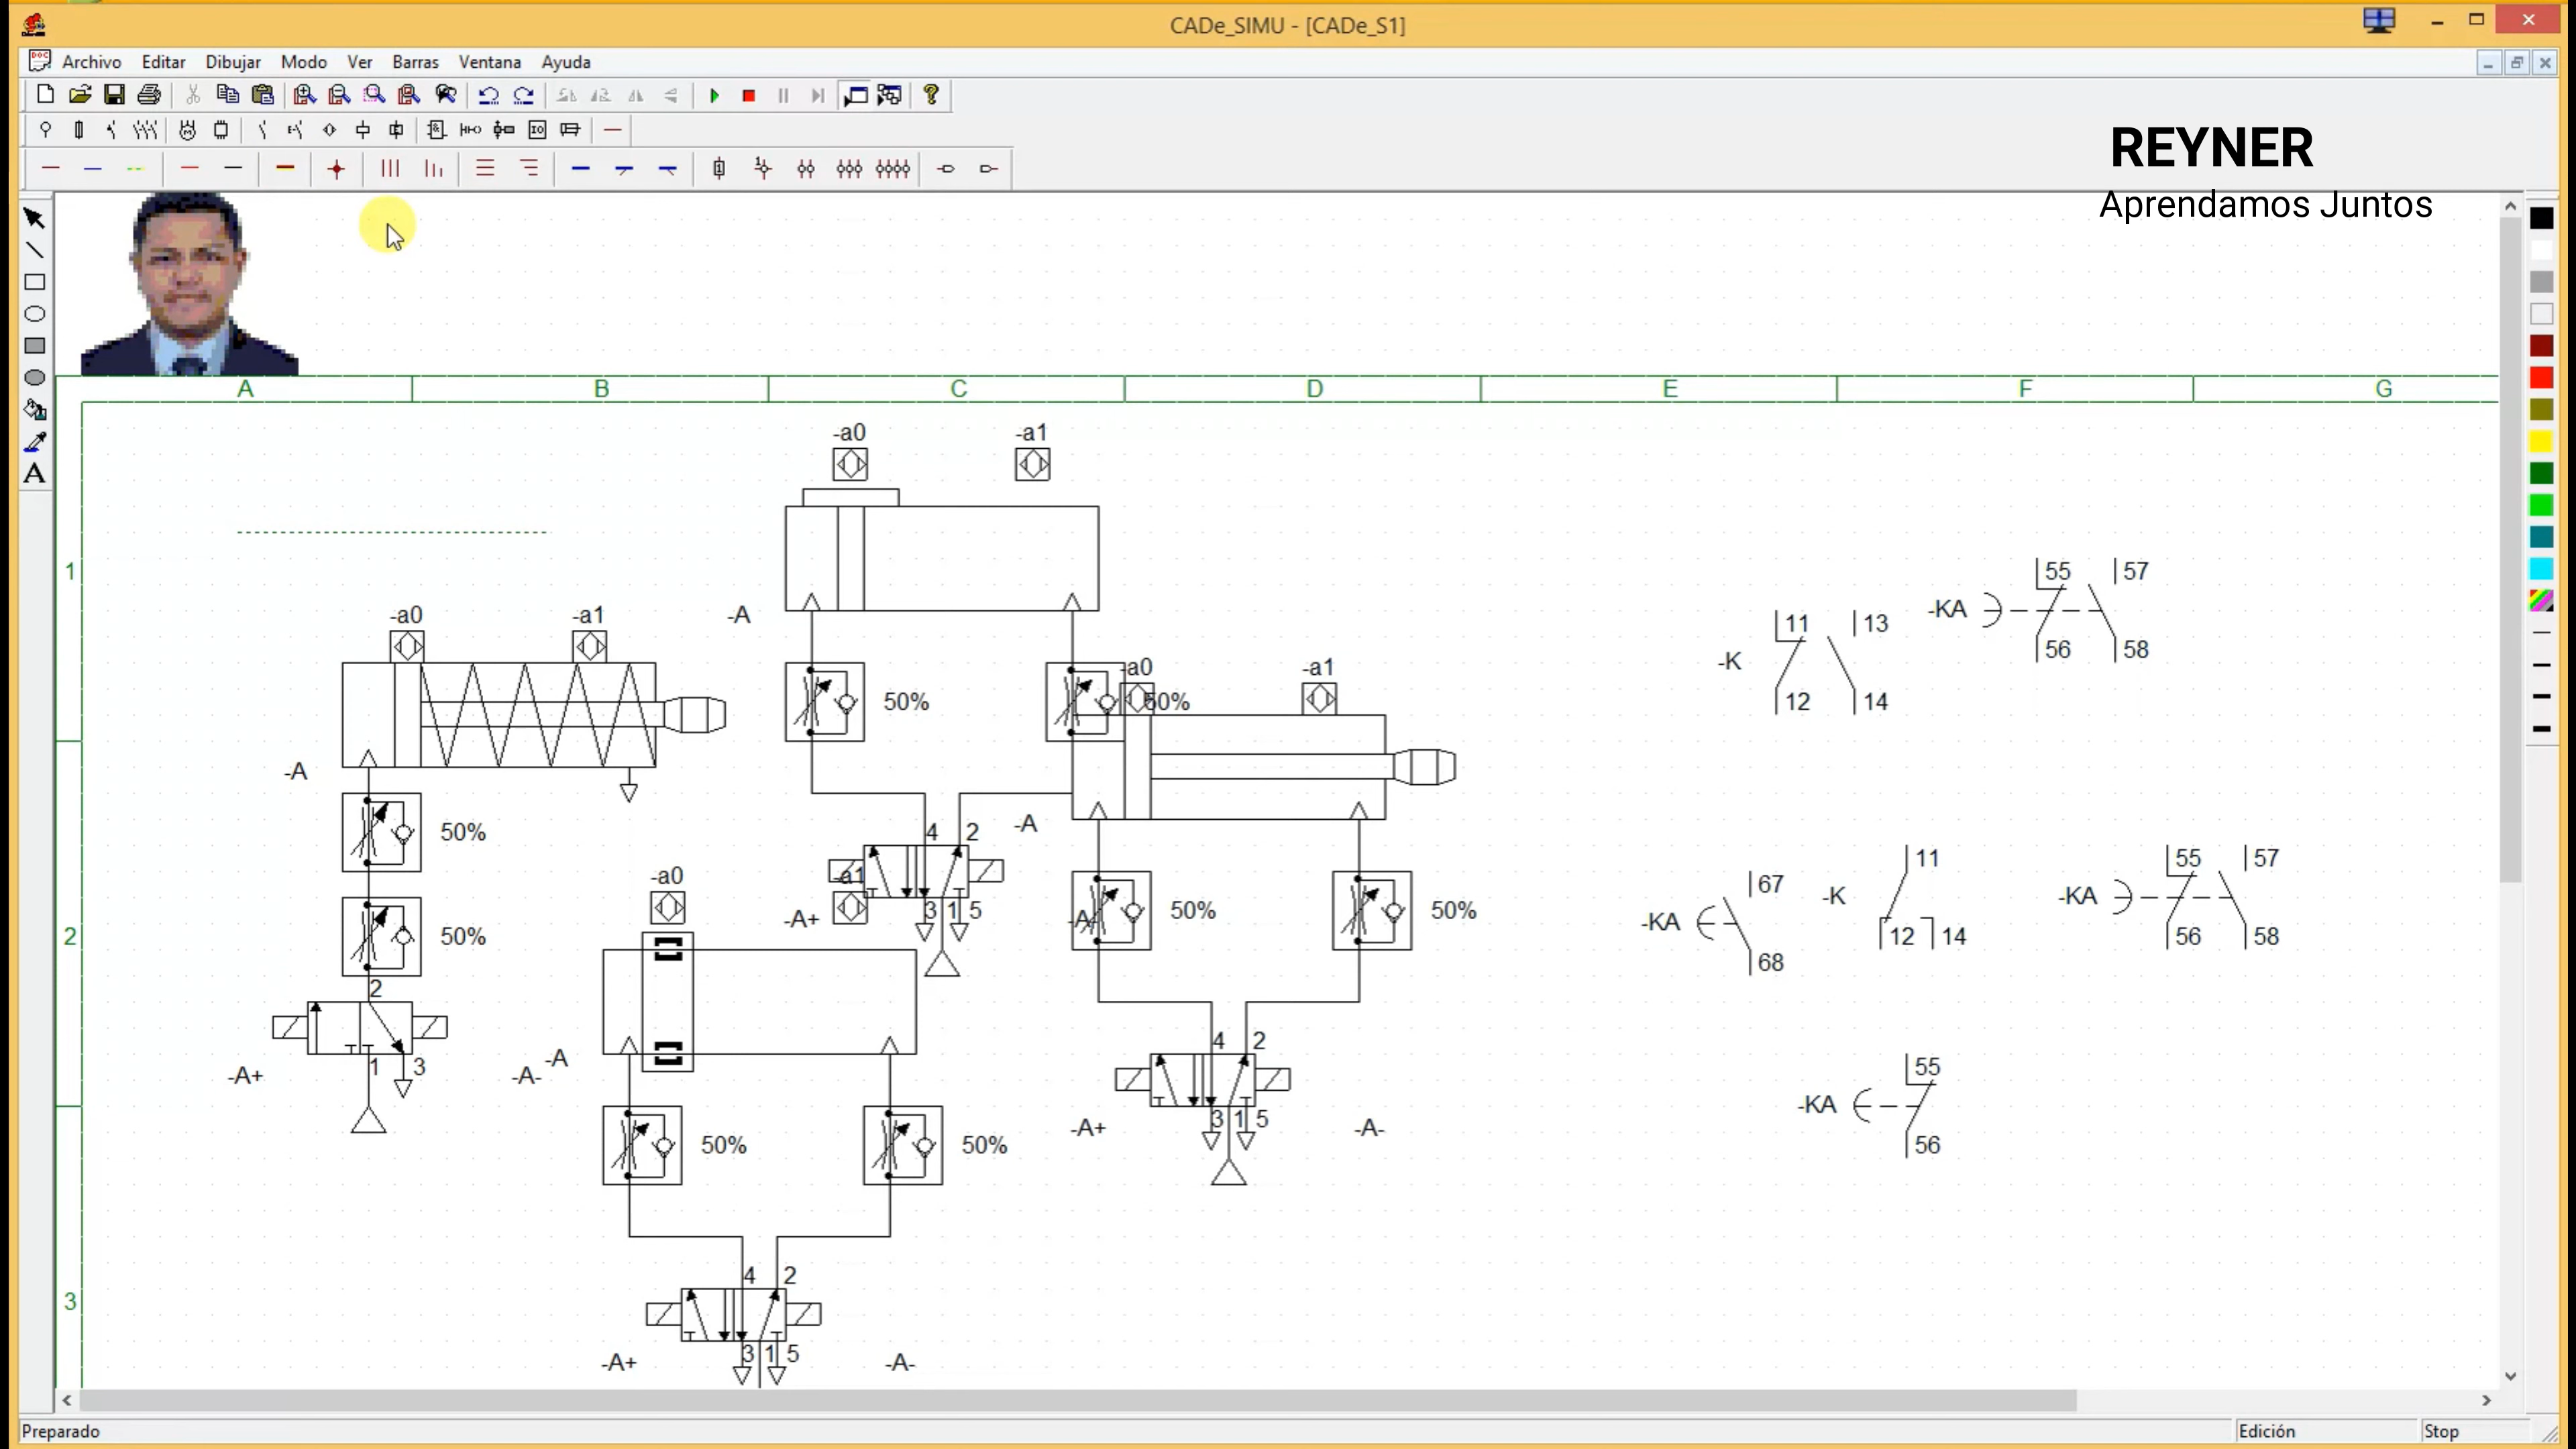 CADe_SIMU - [CADe_S1]
Archivo Editar Dibujar Modo Ver Barras Ventana Ayuda
REYNER
Aprendamos Juntos
A B C D E F G
-a0 -a1
1
-a0 -a1 -A
-KA 55 57
56 58
-K 11 13
12 14
50% 50%
-a0 -a1
-A
50%
4 2 -A
-a0 -a1
-A+ 3 1 5 -A-
50% 50%
50%
2
-KA 67
68
-K 11
12 14
-KA 55 57
56 58
2
1 3
-A+ -A-
-A
4 2
3 1 5
-A+ -A-
-KA 55
56
50% 50%
3
4 2
3 1 5
-A+ -A-
Preparado Edición Stop